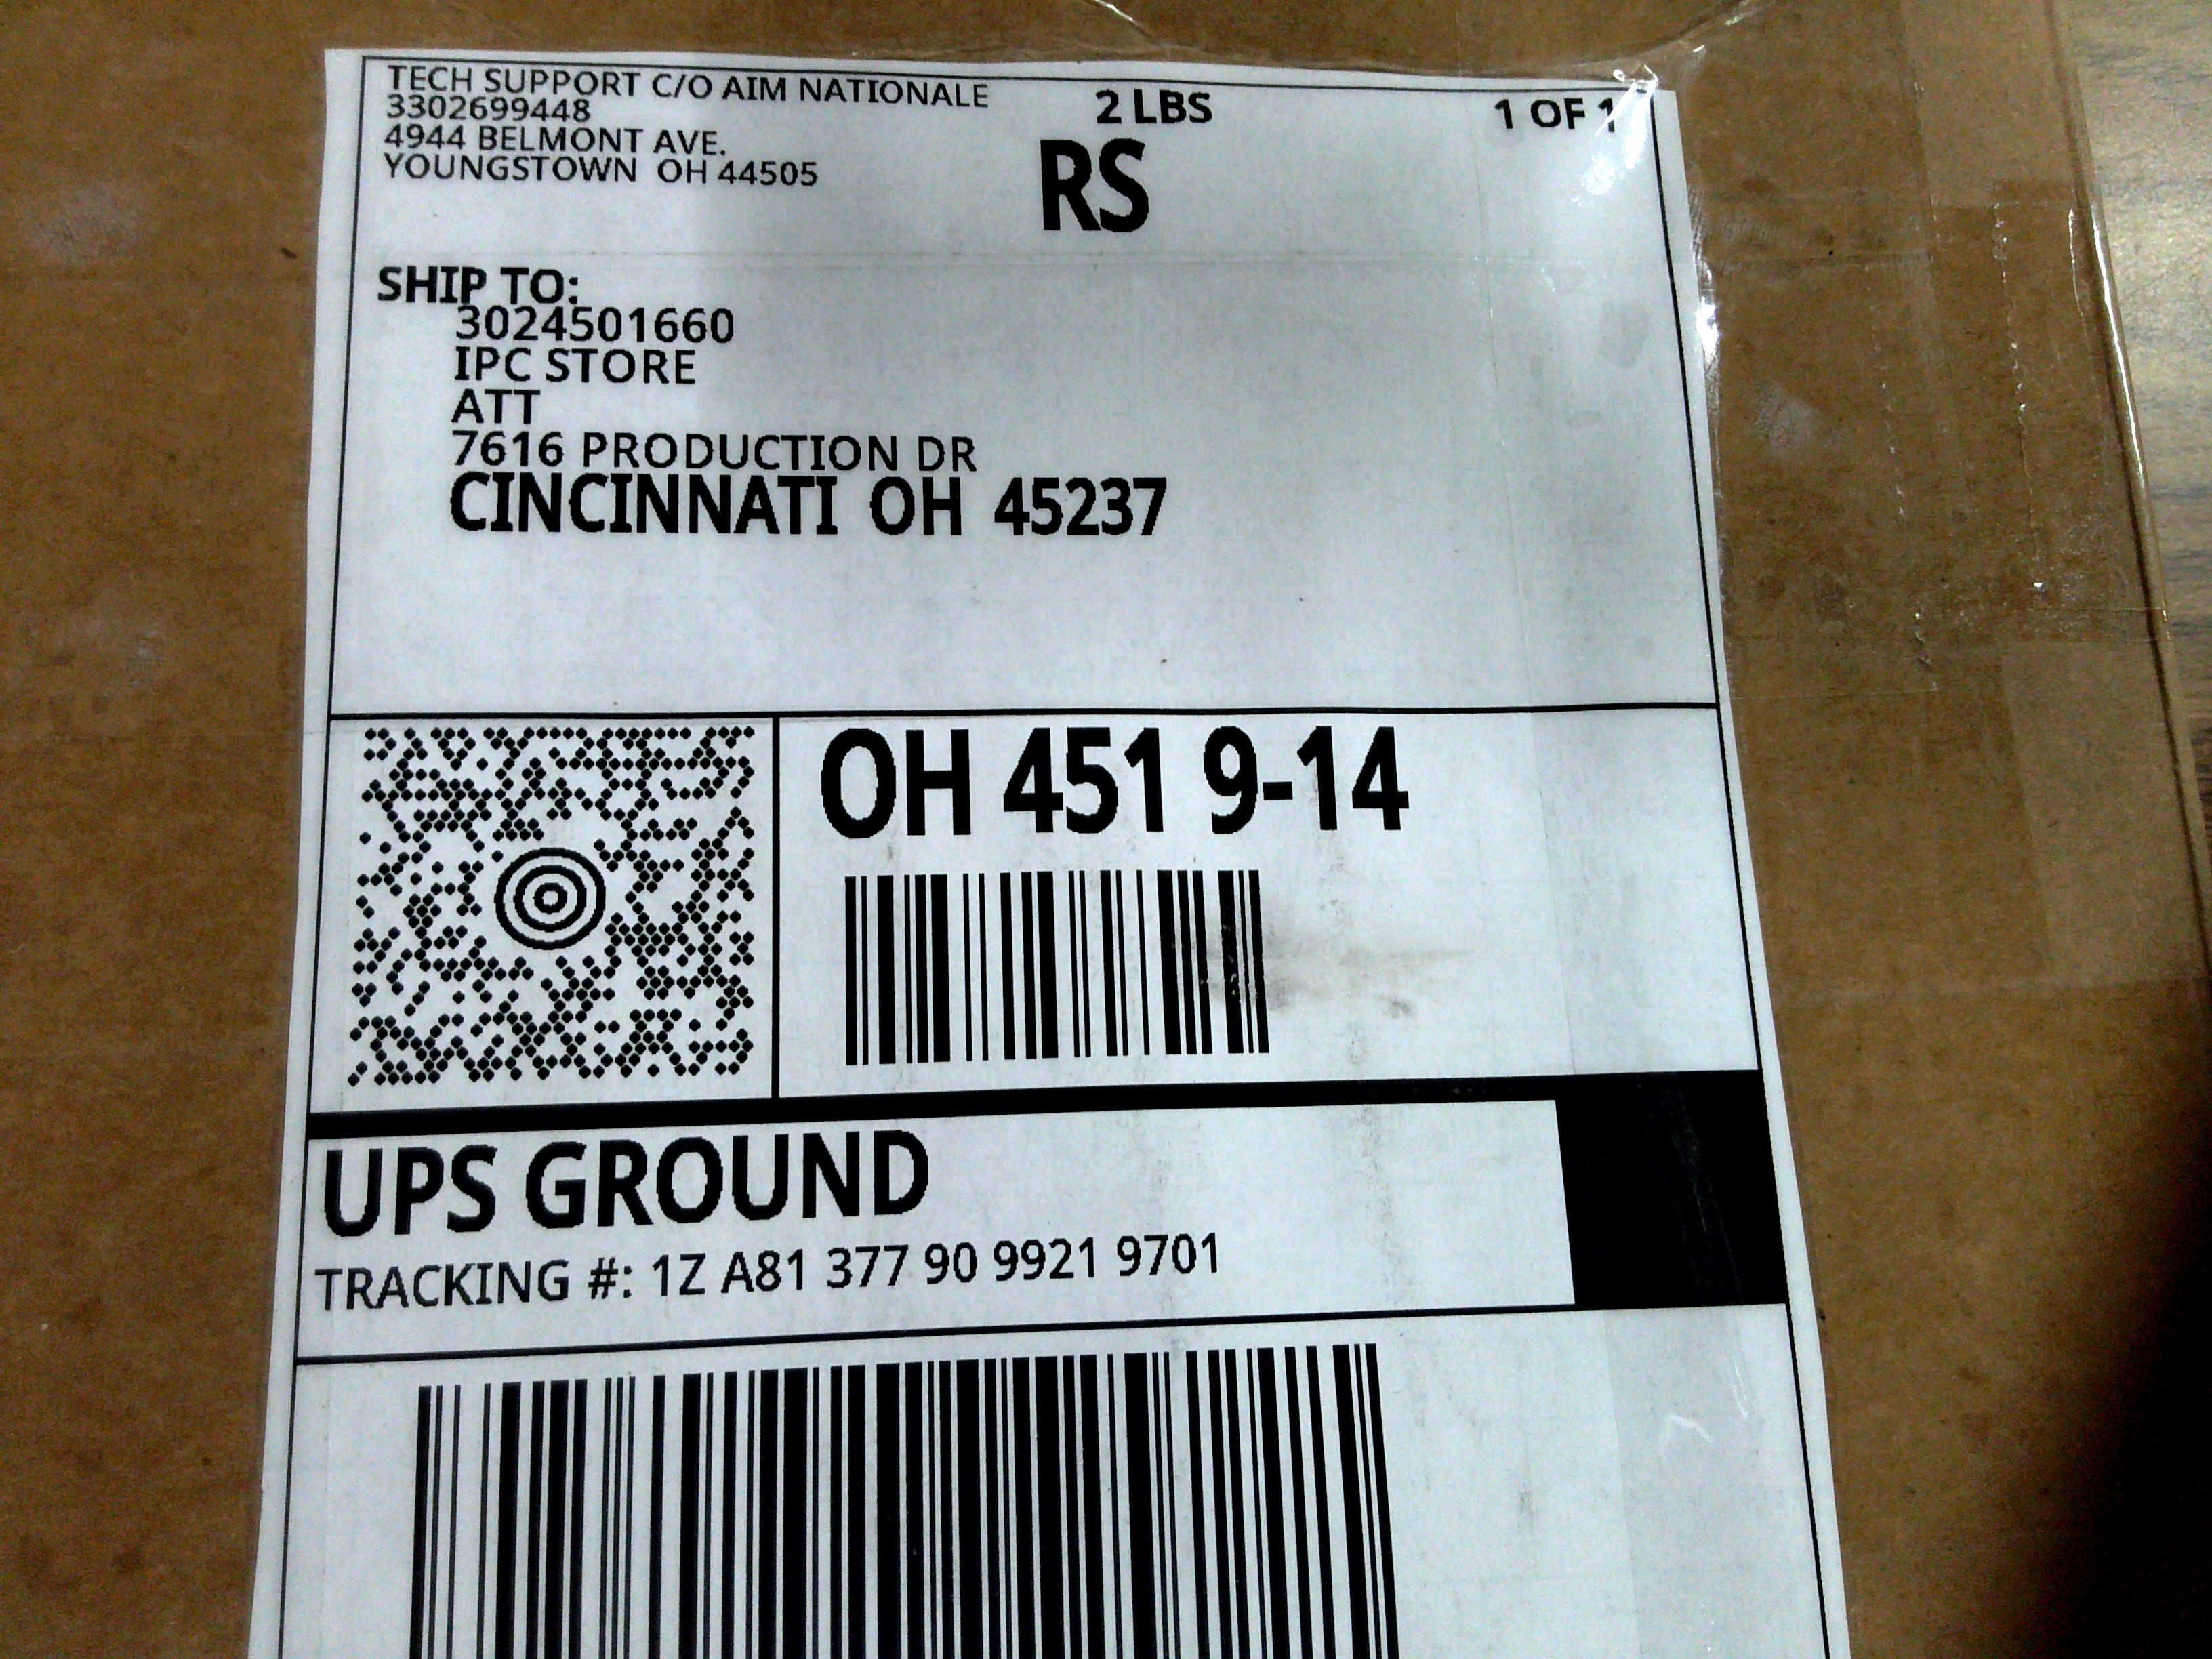 TECH SUPPORT C/O AIM NATIONALE
3302699448
4944 BELMONT AVE.
YOUNGSTOWN OH 44505
2 LBS
1 OF 1
RS
SHIP TO:
3024501660
IPC STORE
ATT
7616 PRODUCTION DR
CINCINNATI OH 45237
OH 451 9-14
UPS GROUND
TRACKING #: 1Z A81 377 90 9921 9701